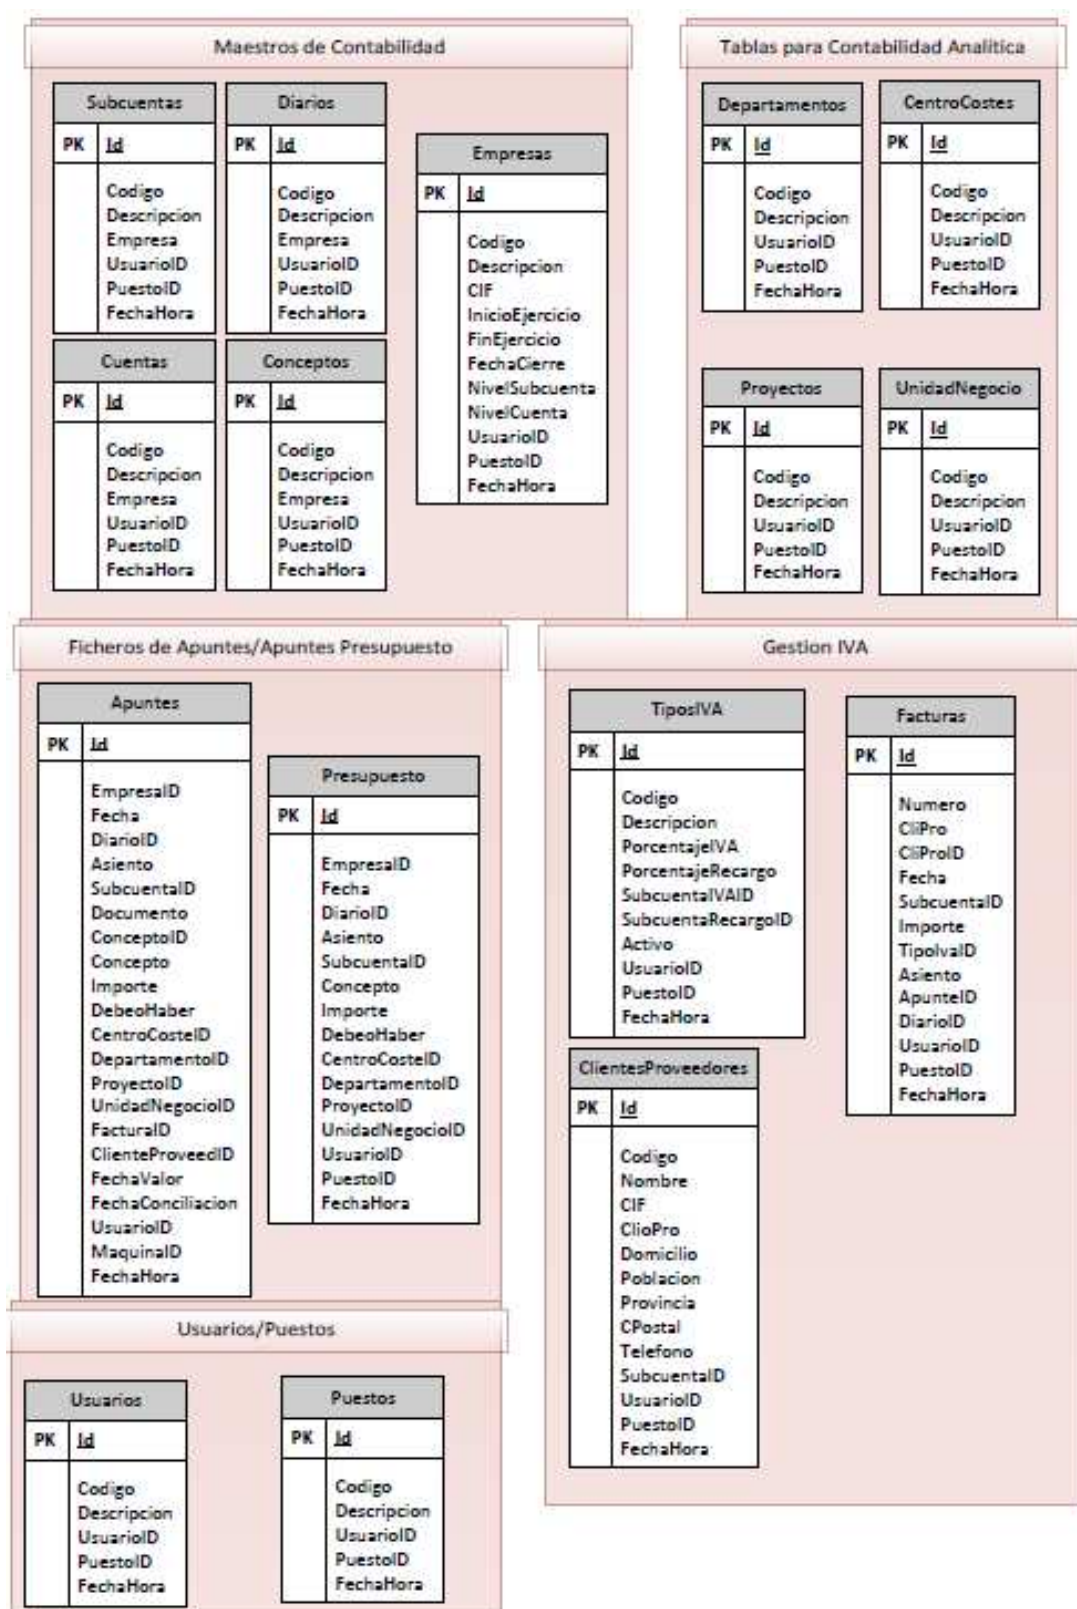 Maestros de Contabilidad
Subcuentas
PK Id
Codigo
Descripcion
Empresa
UsuarioID
PuestoID
FechaHora
Diarios
PK Id
Codigo
Descripcion
Empresa
UsuarioID
PuestoID
FechaHora
Empresas
PK Id
Codigo
Descripcion
CIF
InicioEjercicio
FinEjercicio
FechaCierre
NivelSubcuenta
NivelCuenta
UsuarioID
PuestoID
FechaHora
Cuentas
PK Id
Codigo
Descripcion
Empresa
UsuarioID
PuestoID
FechaHora
Conceptos
PK Id
Codigo
Descripcion
Empresa
UsuarioID
PuestoID
FechaHora
Tablas para Contabilidad Analitica
Departamentos
PK Id
Codigo
Descripcion
UsuarioID
PuestoID
FechaHora
CentroCostes
PK Id
Codigo
Descripcion
UsuarioID
PuestoID
FechaHora
Proyectos
PK Id
Codigo
Descripcion
UsuarioID
PuestoID
FechaHora
UnidadNegocio
PK Id
Codigo
Descripcion
UsuarioID
PuestoID
FechaHora
Ficheros de Apuntes/Apuntes Presupuesto
Apuntes
PK Id
EmpresaID
Fecha
DiarioID
Asiento
SubcuentaID
Documento
ConceptoID
Concepto
Importe
DebeoHaber
CentroCosteID
DepartamentoID
ProyectoID
UnidadNegocioID
FacturaID
ClienteProveedID
FechaValor
FechaConciliacion
UsuarioID
MaquinaID
FechaHora
Presupuesto
PK Id
EmpresaID
Fecha
DiarioID
Asiento
SubcuentaID
Concepto
Importe
DebeoHaber
CentroCosteID
DepartamentoID
ProyectoID
UnidadNegocioID
UsuarioID
PuestoID
FechaHora
Gestion IVA
TiposIVA
PK Id
Codigo
Descripcion
PorcentajeIVA
PorcentajeRecargo
SubcuentaIVAID
SubcuentaRecargoID
Activo
UsuarioID
PuestoID
FechaHora
Facturas
PK Id
Numero
CliPro
CliProID
Fecha
SubcuentaID
Importe
TipoIvaID
Asiento
ApunteID
DiarioID
UsuarioID
PuestoID
FechaHora
ClientesProveedores
PK Id
Codigo
Nombre
CIF
ClioPro
Domicilio
Poblacion
Provincia
CPostal
Telefono
SubcuentaID
UsuarioID
PuestoID
FechaHora
Usuarios/Puestos
Usuarios
PK Id
Codigo
Descripcion
UsuarioID
PuestoID
FechaHora
Puestos
PK Id
Codigo
Descripcion
UsuarioID
PuestoID
FechaHora